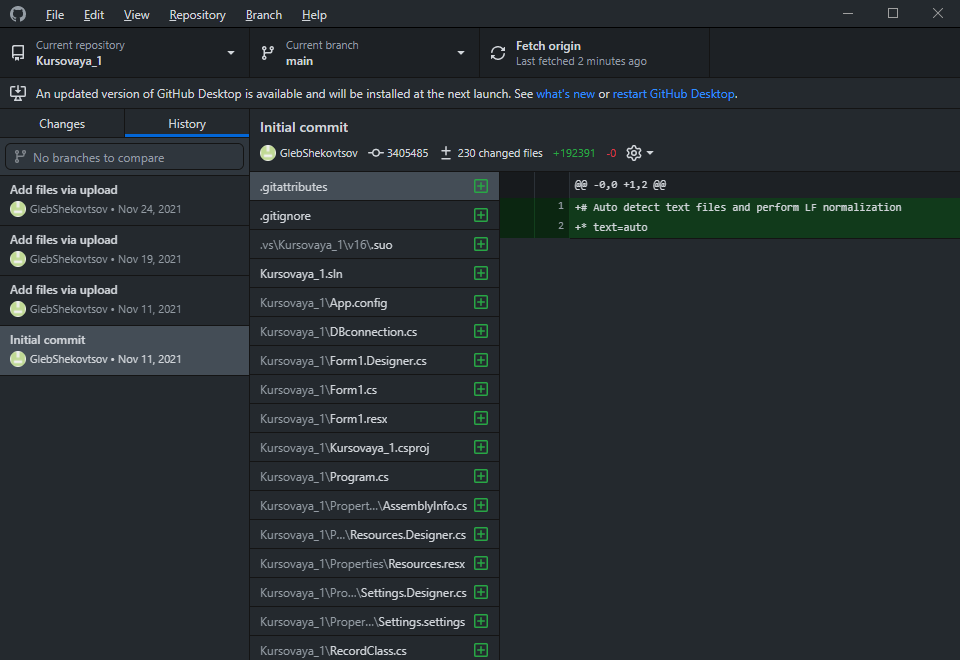 File Edit View Repository Branch Help
Current repository
Kursovaya_1
Current branch
main
Fetch origin
Last fetched 2 minutes ago
An updated version of GitHub Desktop is available and will be installed at the next launch. See what's new or restart GitHub Desktop.
Changes
History
No branches to compare
Add files via upload
GlebShekovtsov • Nov 24, 2021
Add files via upload
GlebShekovtsov • Nov 19, 2021
Add files via upload
GlebShekovtsov • Nov 11, 2021
Initial commit
GlebShekovtsov • Nov 11, 2021
Initial commit
GlebShekovtsov 3405485 230 changed files +192391 -0
.gitattributes
.gitignore
.vs\Kursovaya_1\v16\.suo
Kursovaya_1.sln
Kursovaya_1\App.config
Kursovaya_1\DBconnection.cs
Kursovaya_1\Form1.Designer.cs
Kursovaya_1\Form1.cs
Kursovaya_1\Form1.resx
Kursovaya_1\Kursovaya_1.csproj
Kursovaya_1\Program.cs
Kursovaya_1\Propert...\AssemblyInfo.cs
Kursovaya_1\P...\Resources.Designer.cs
Kursovaya_1\Properties\Resources.resx
Kursovaya_1\Pro...\Settings.Designer.cs
Kursovaya_1\Proper...\Settings.settings
Kursovaya_1\RecordClass.cs
@@ -0,0 +1,2 @@
1 +# Auto detect text files and perform LF normalization
2 +* text=auto